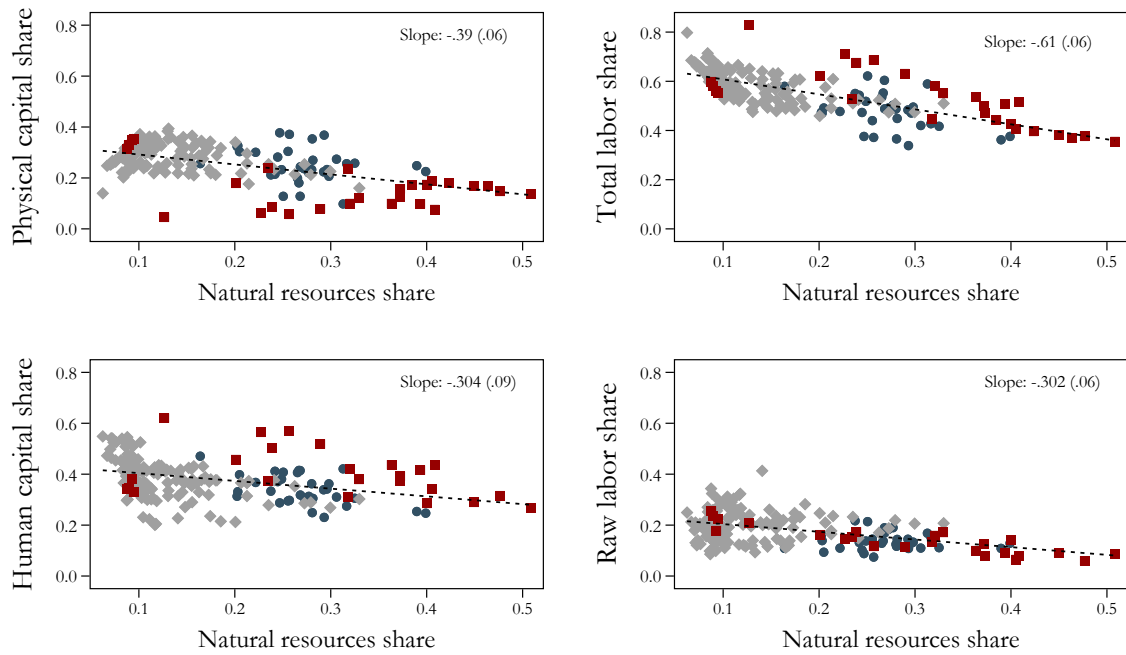 Physical capital share
0.8
0.6
0.4
0.2
0.0
Slope: -.39 (.06)
0.1 0.2 0.3 0.4 0.5
Natural resources share
Total labor share
0.8
0.6
0.4
0.2
0.0
Slope: -.61 (.06)
0.1 0.2 0.3 0.4 0.5
Natural resources share
Human capital share
0.8
0.6
0.4
0.2
0.0
Slope: -.304 (.09)
0.1 0.2 0.3 0.4 0.5
Natural resources share
Raw labor share
0.8
0.6
0.4
0.2
0.0
Slope: -.302 (.06)
0.1 0.2 0.3 0.4 0.5
Natural resources share